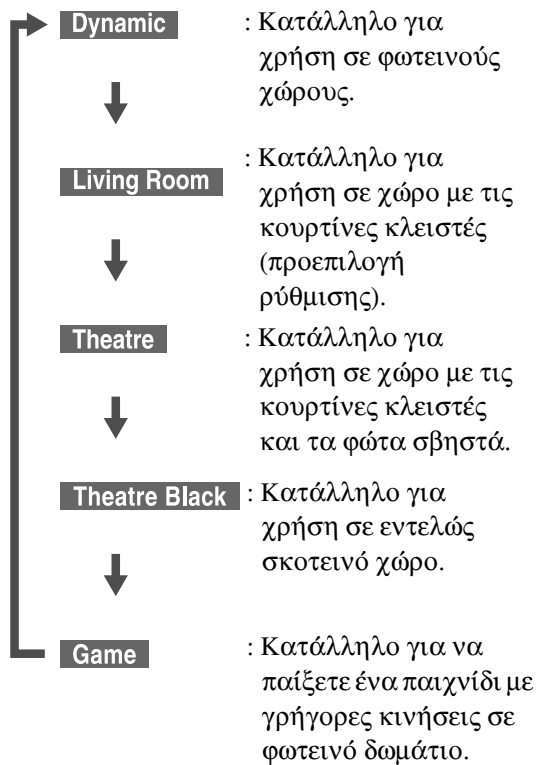 Dynamic : Κατάλληλο για
χρήση σε φωτεινούς
χώρους.
Living Room : Κατάλληλο για
χρήση σε χώρο με τις
κουρτίνες κλειστές
(προεπιλογή
ρύθμισης).
Theatre : Κατάλληλο για
χρήση σε χώρο με τις
κουρτίνες κλειστές
και τα φώτα σβηστά.
Theatre Black : Κατάλληλο για
χρήση σε εντελώς
σκοτεινό χώρο.
Game : Κατάλληλο για να
παίξετε ένα παιχνίδι με
γρήγορες κινήσεις σε
φωτεινό δωμάτιο.